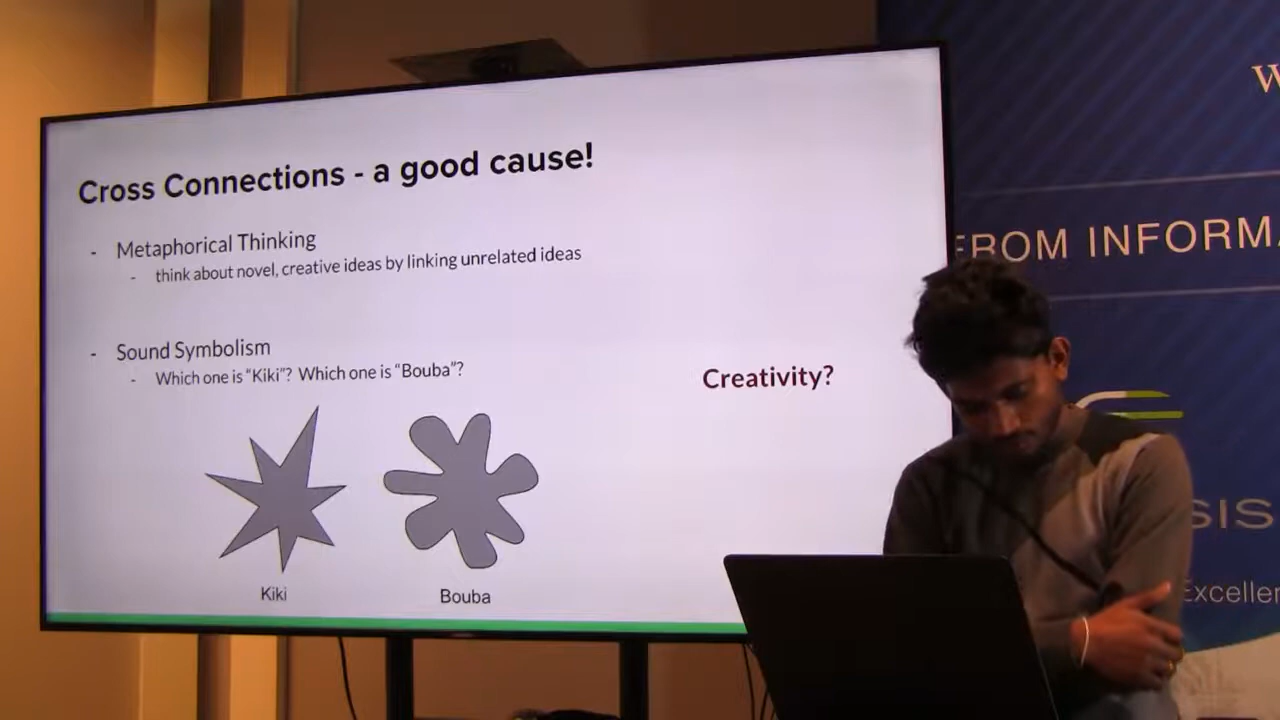 Cross Connections - a good cause!
- Metaphorical Thinking
- think about novel, creative ideas by linking unrelated ideas
- Sound Symbolism
- Which one is “Kiki”? Which one is “Bouba”?
Creativity?
Kiki
Bouba
FROM INFORMA
SIS
Excellen